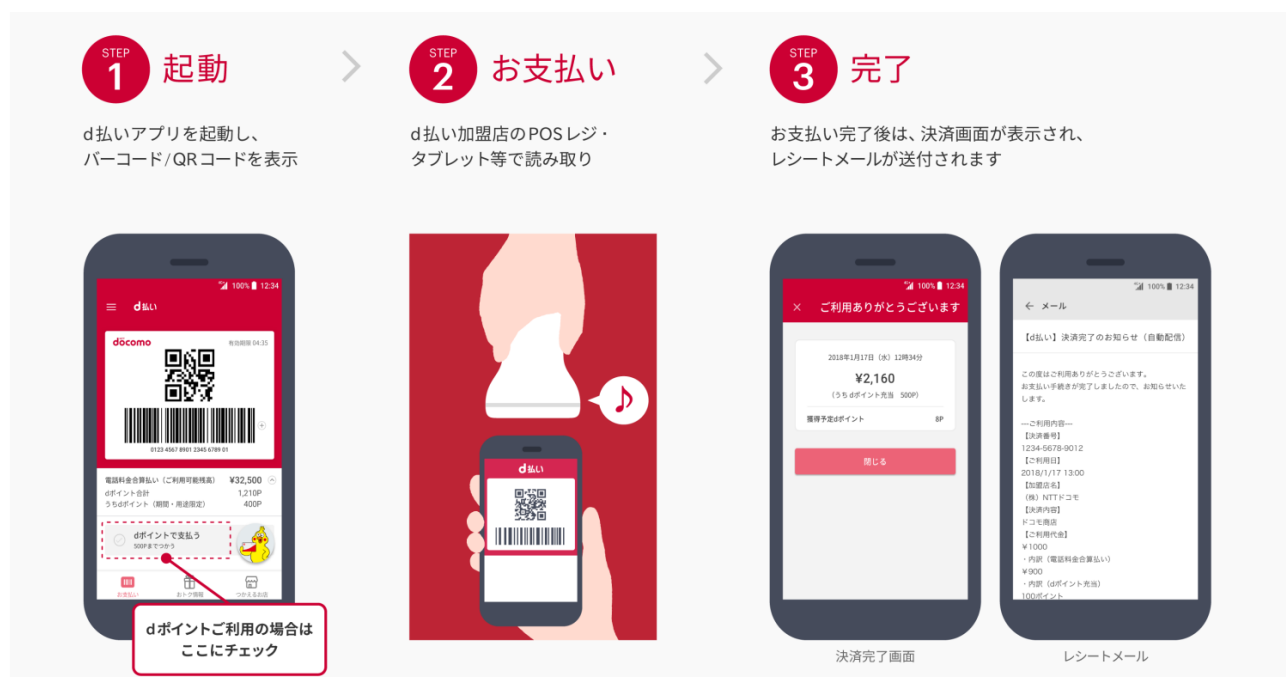 STEP
1
起動
STEP
2
お支払い
STEP
3
完了
d払いアプリを起動し、
バーコード/QRコードを表示
d払い加盟店のPOSレジ・
タブレット等で読み取り
お支払い完了後は、決済画面が表示され、
レシートメールが送付されます
100% 12:34
d払い
döcomo
有効期限 04:35
0123 4567 8901 2345 6789 01
電話料金合算払い（ご利用可能残高） ¥32,500
dポイント合計 1,210P
うちdポイント（期間・用途限定） 400P
dポイントで支払う
500Pまでつかう
お支払い
おトク情報
つかえるお店
dポイントご利用の場合は
ここにチェック
d払い
100% 12:34
× ご利用ありがとうございます
2018年1月17日（水）12時34分
¥2,160
（うちdポイント充当 500P）
獲得予定dポイント 8P
閉じる
決済完了画面
100% 12:34
← メール
【d払い】決済完了のお知らせ（自動配信）
この度はご利用ありがとうございます。
お支払い手続きが完了しましたので、お知らせいた
します。
―ご利用内容―
【決済番号】
1234-5678-9012
【ご利用日】
2018/1/17 13:00
【加盟店名】
（株）NTTドコモ
【決済内容】
ドコモ商店
【ご利用代金】
￥1000
・内訳（電話料金合算払い）
￥900
・内訳（dポイント充当）
100ポイント
レシートメール